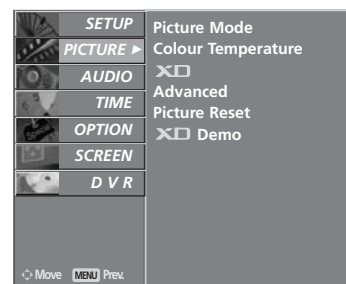 SETUP
PICTURE ►
AUDIO
TIME
OPTION
SCREEN
D V R
Move MENU Prev.
Picture Mode
Colour Temperature
XD
Advanced
Picture Reset
XD Demo